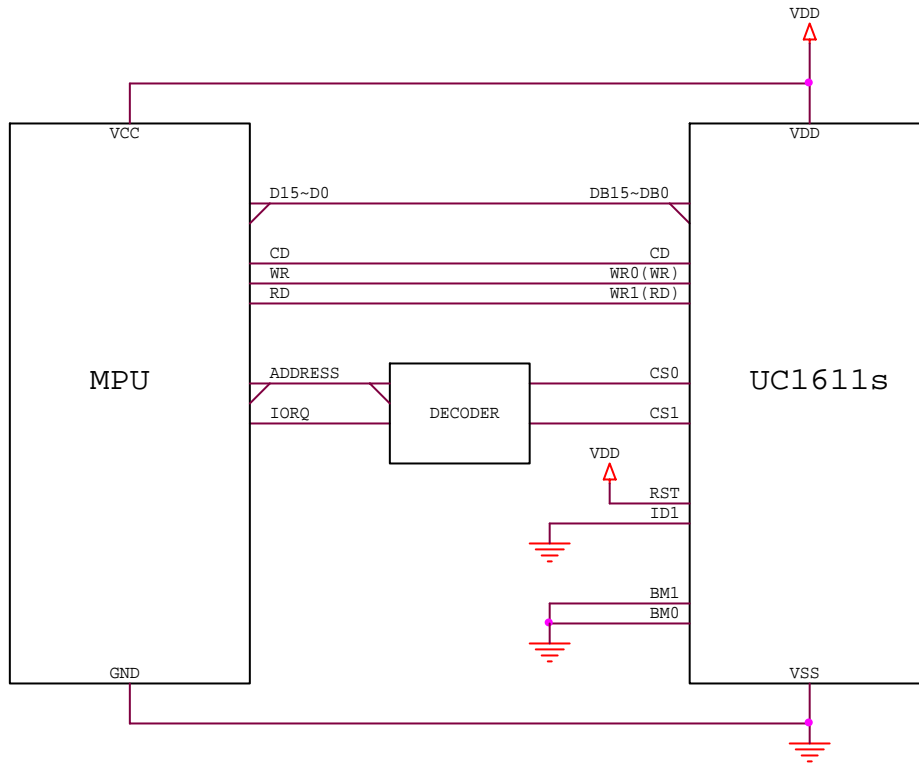 VDD
VCC
VDD
D15~D0
DB15~DB0
CD
CD
WR
WR0(WR)
RD
WR1(RD)
MPU
ADDRESS
CS0
UC1611s
IORQ
DECODER
CS1
VDD
RST
ID1
BM1
BM0
GND
VSS